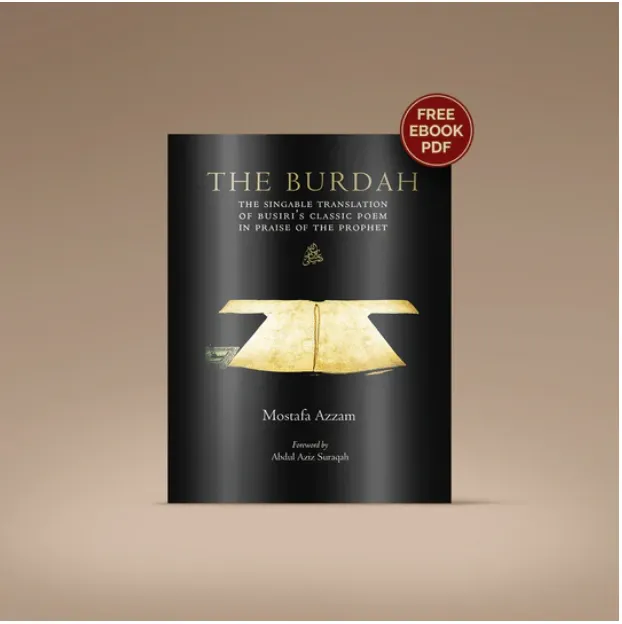 FREE
EBOOK
PDF
THE BURDAH
THE SINGABLE TRANSLATION
OF BUSIRI'S CLASSIC POEM
IN PRAISE OF THE PROPHET
Mostafa Azzam
Foreword by
Abdul Aziz Suraqah